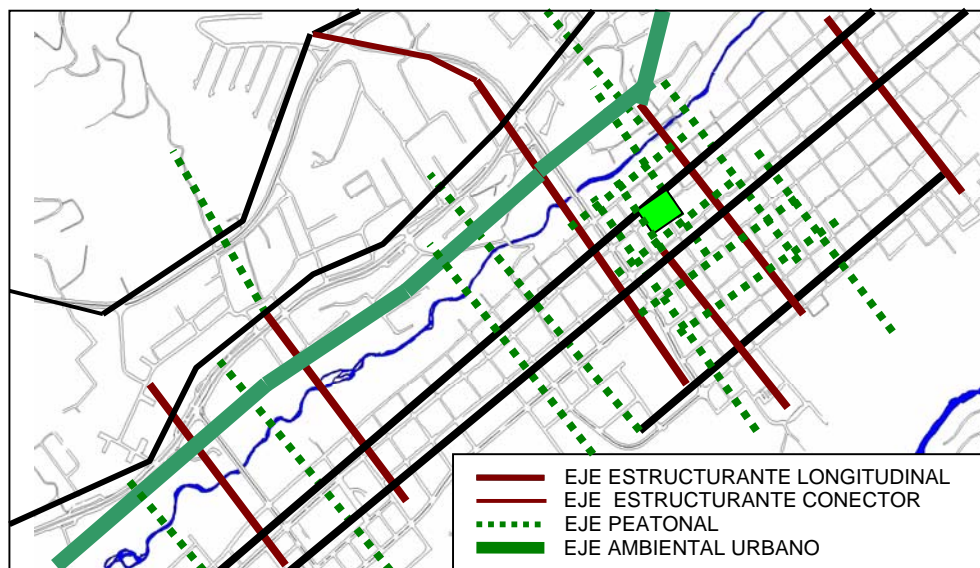 EJE ESTRUCTURANTE LONGITUDINAL
EJE ESTRUCTURANTE CONECTOR
EJE PEATONAL
EJE AMBIENTAL URBANO